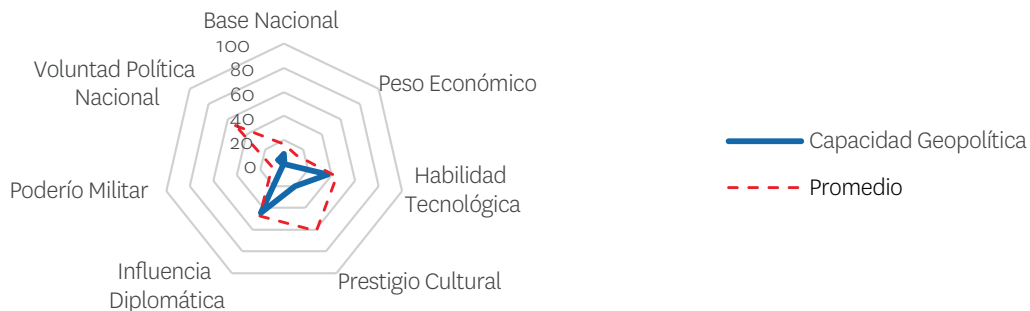 Base Nacional
100
80
60
40
20
0
Peso Económico
Habilidad
Tecnológica
Prestigio Cultural
Influencia
Diplomática
Poderío Militar
Voluntad Política
Nacional
Capacidad Geopolítica
Promedio